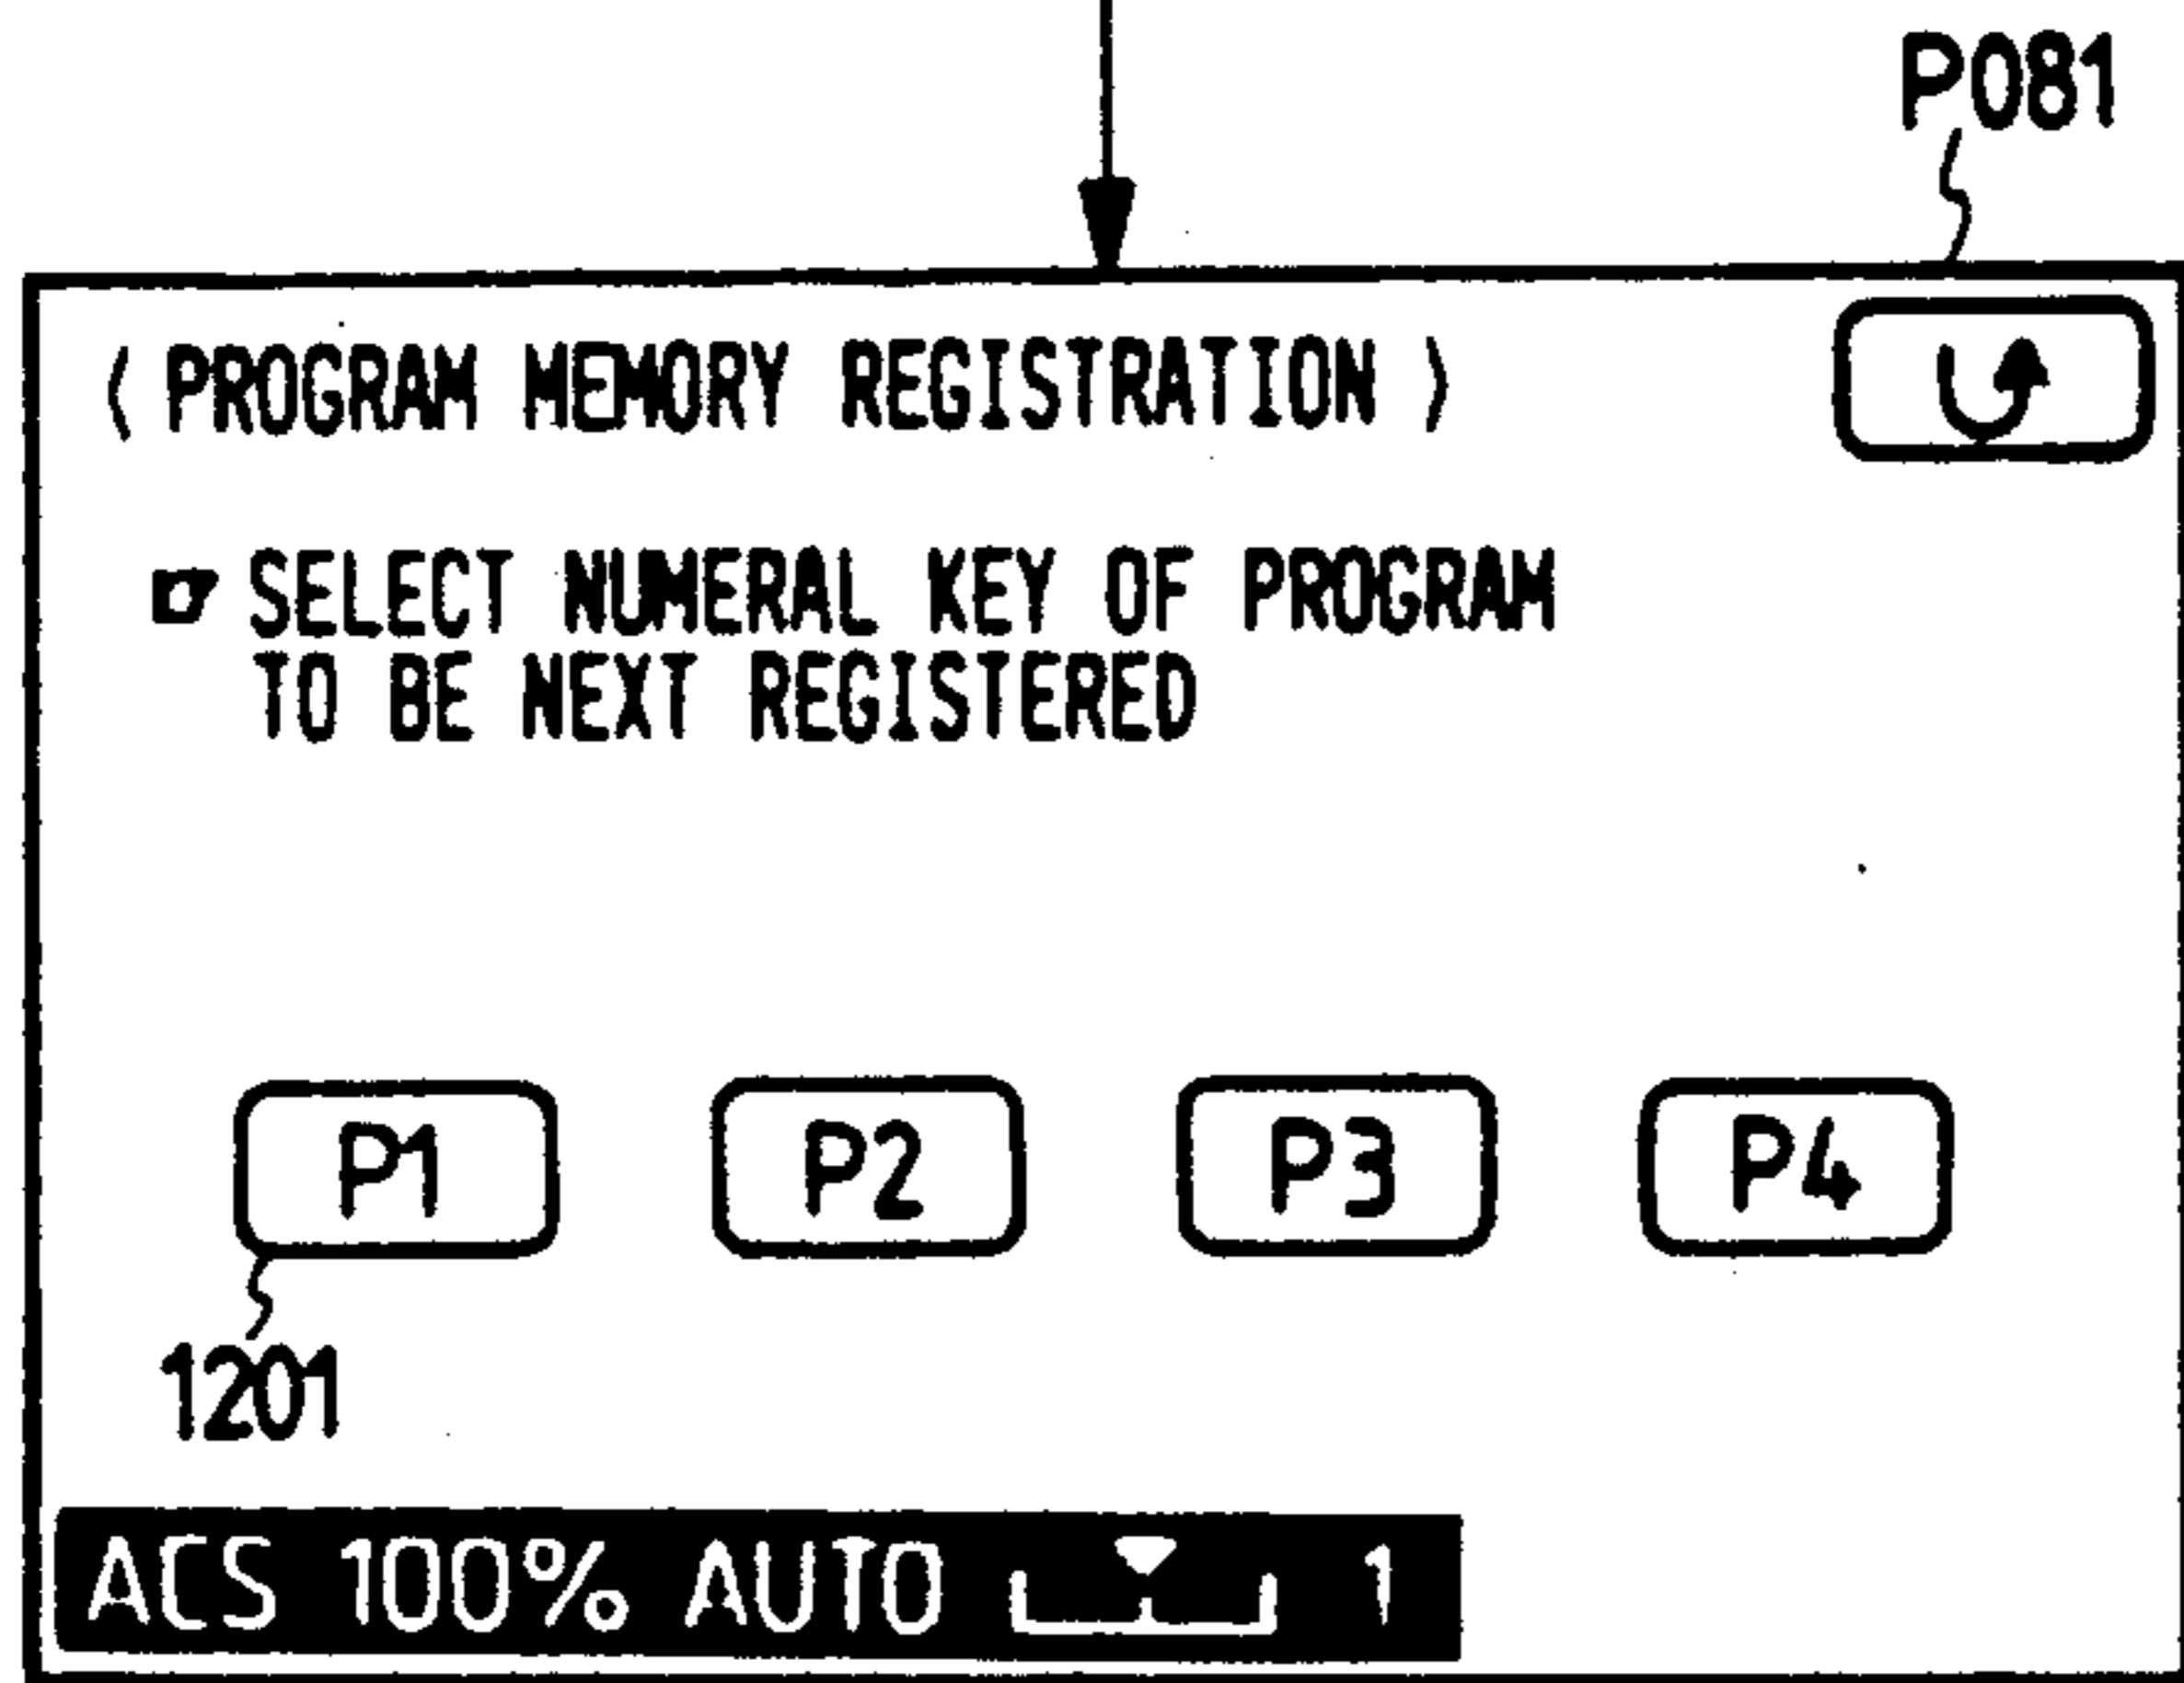 P081
( PROGRAM MEMORY REGISTRATION )
SELECT NUMERAL KEY OF PROGRAM
TO BE NEXT REGISTERED
P1 P2 P3 P4
1201
ACS 100% AUTO 1